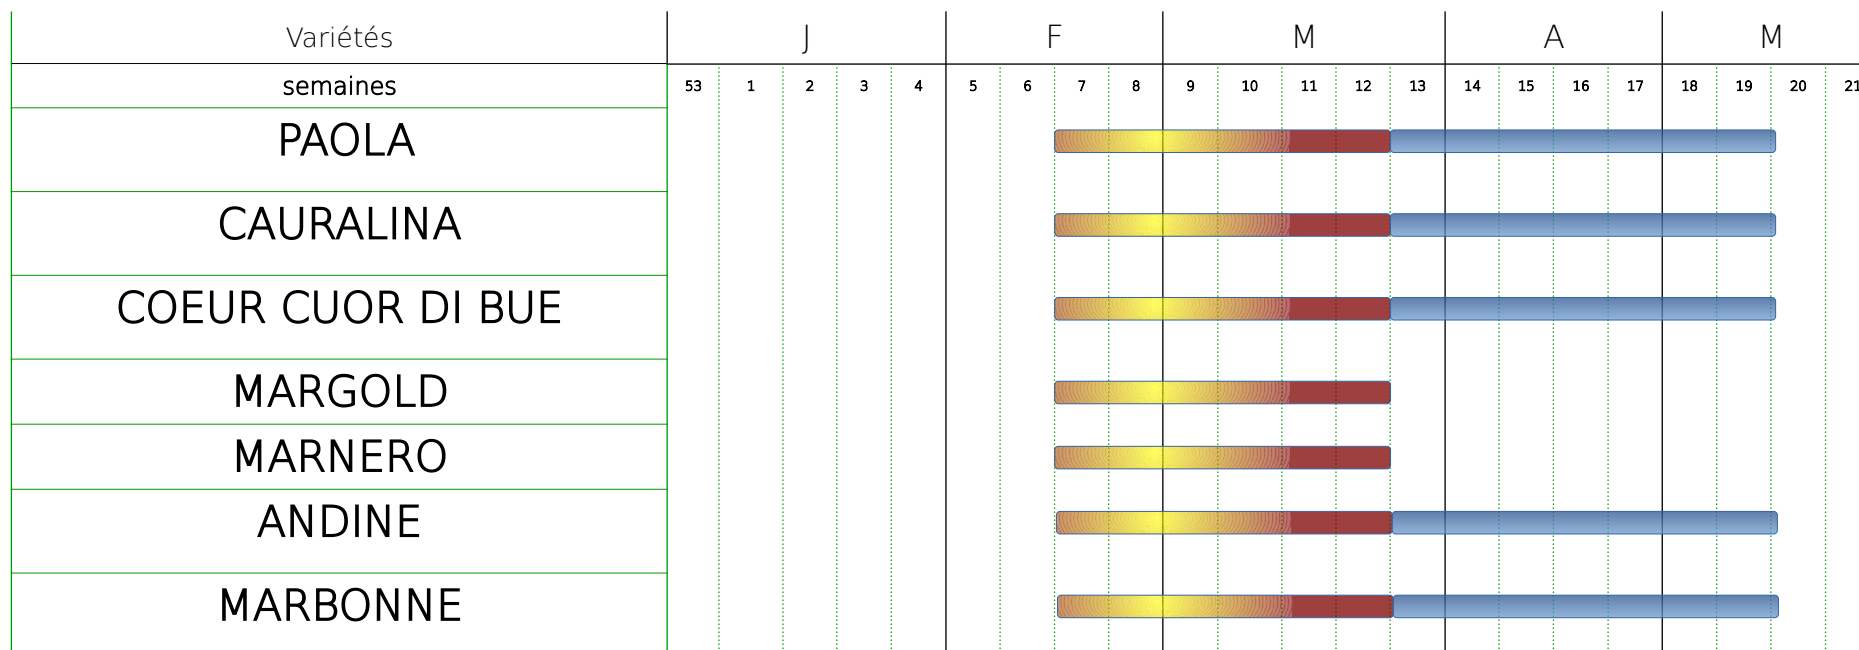 Variétés J F M A M
semaines 53 1 2 3 4 5 6 7 8 9 10 11 12 13 14 15 16 17 18 19 20 21
PAOLA
CAURALINA
COEUR CUOR DI BUE
MARGOLD
MARNERO
ANDINE
MARBONNE